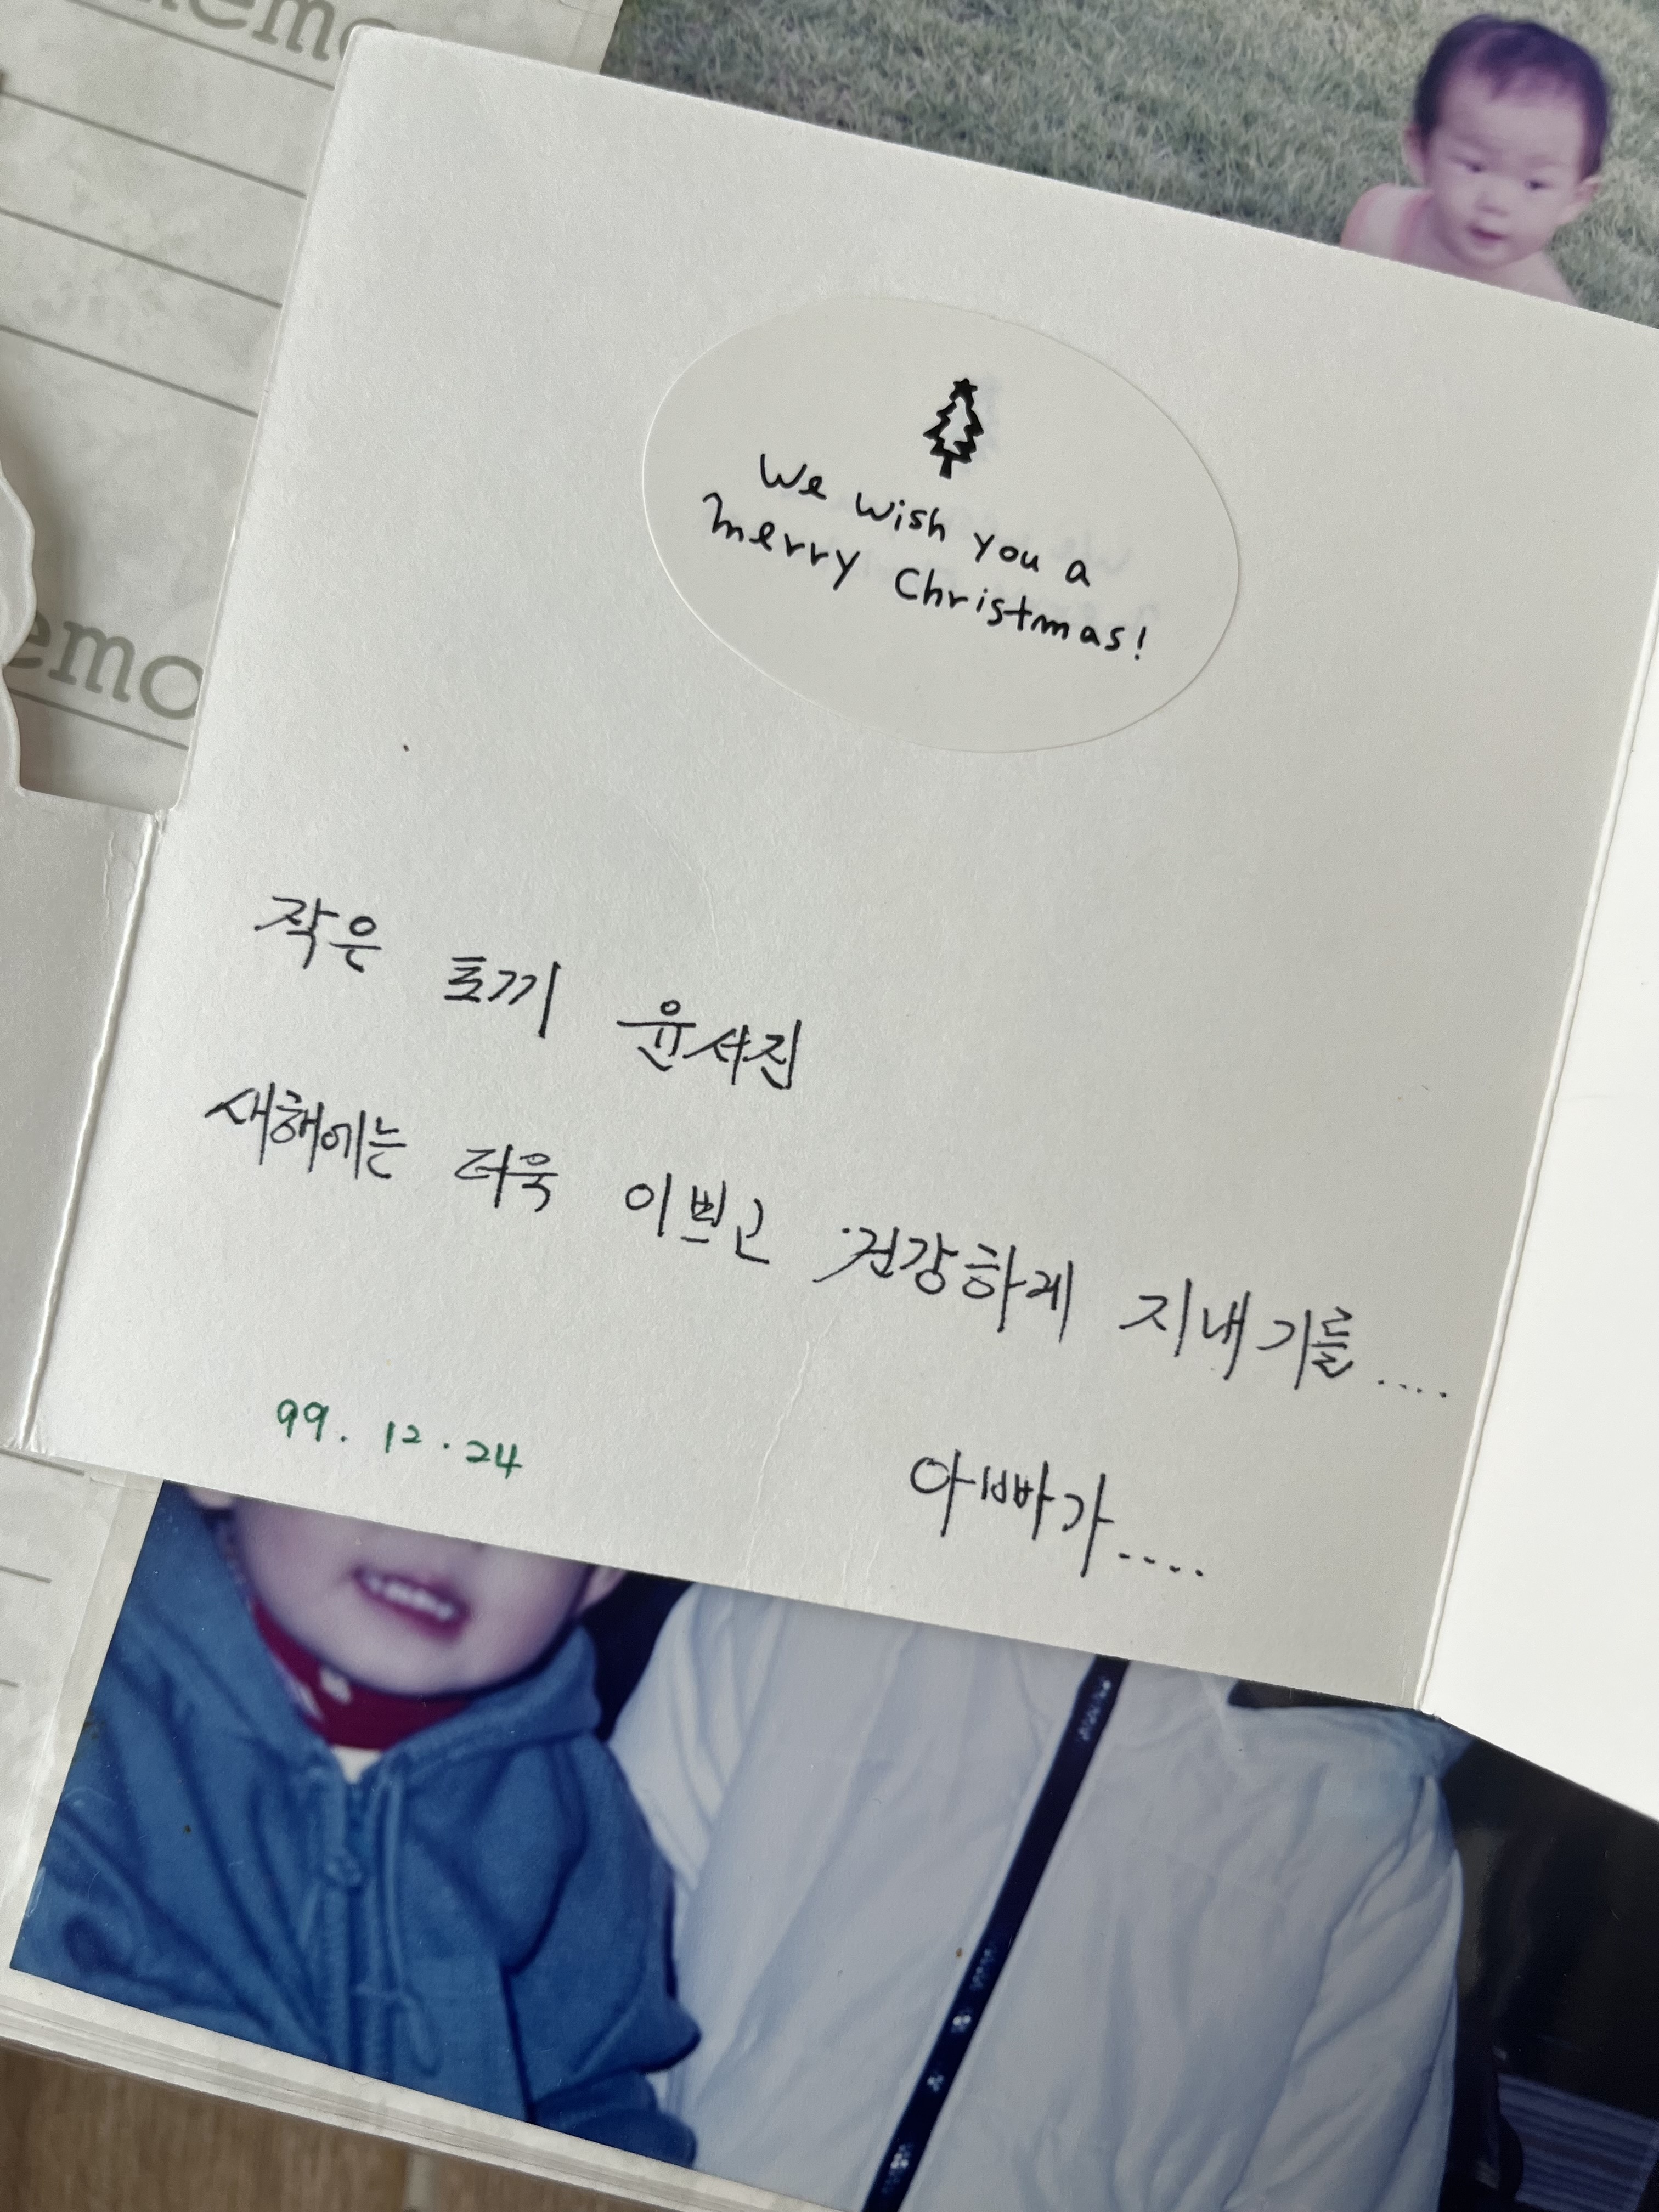 emo
We wish you a
merry Christmas!
emo
작은 토끼 윤서진
새해에는 더욱 이쁘고 건강하게 지내기를....
99. 12. 24
아빠가....